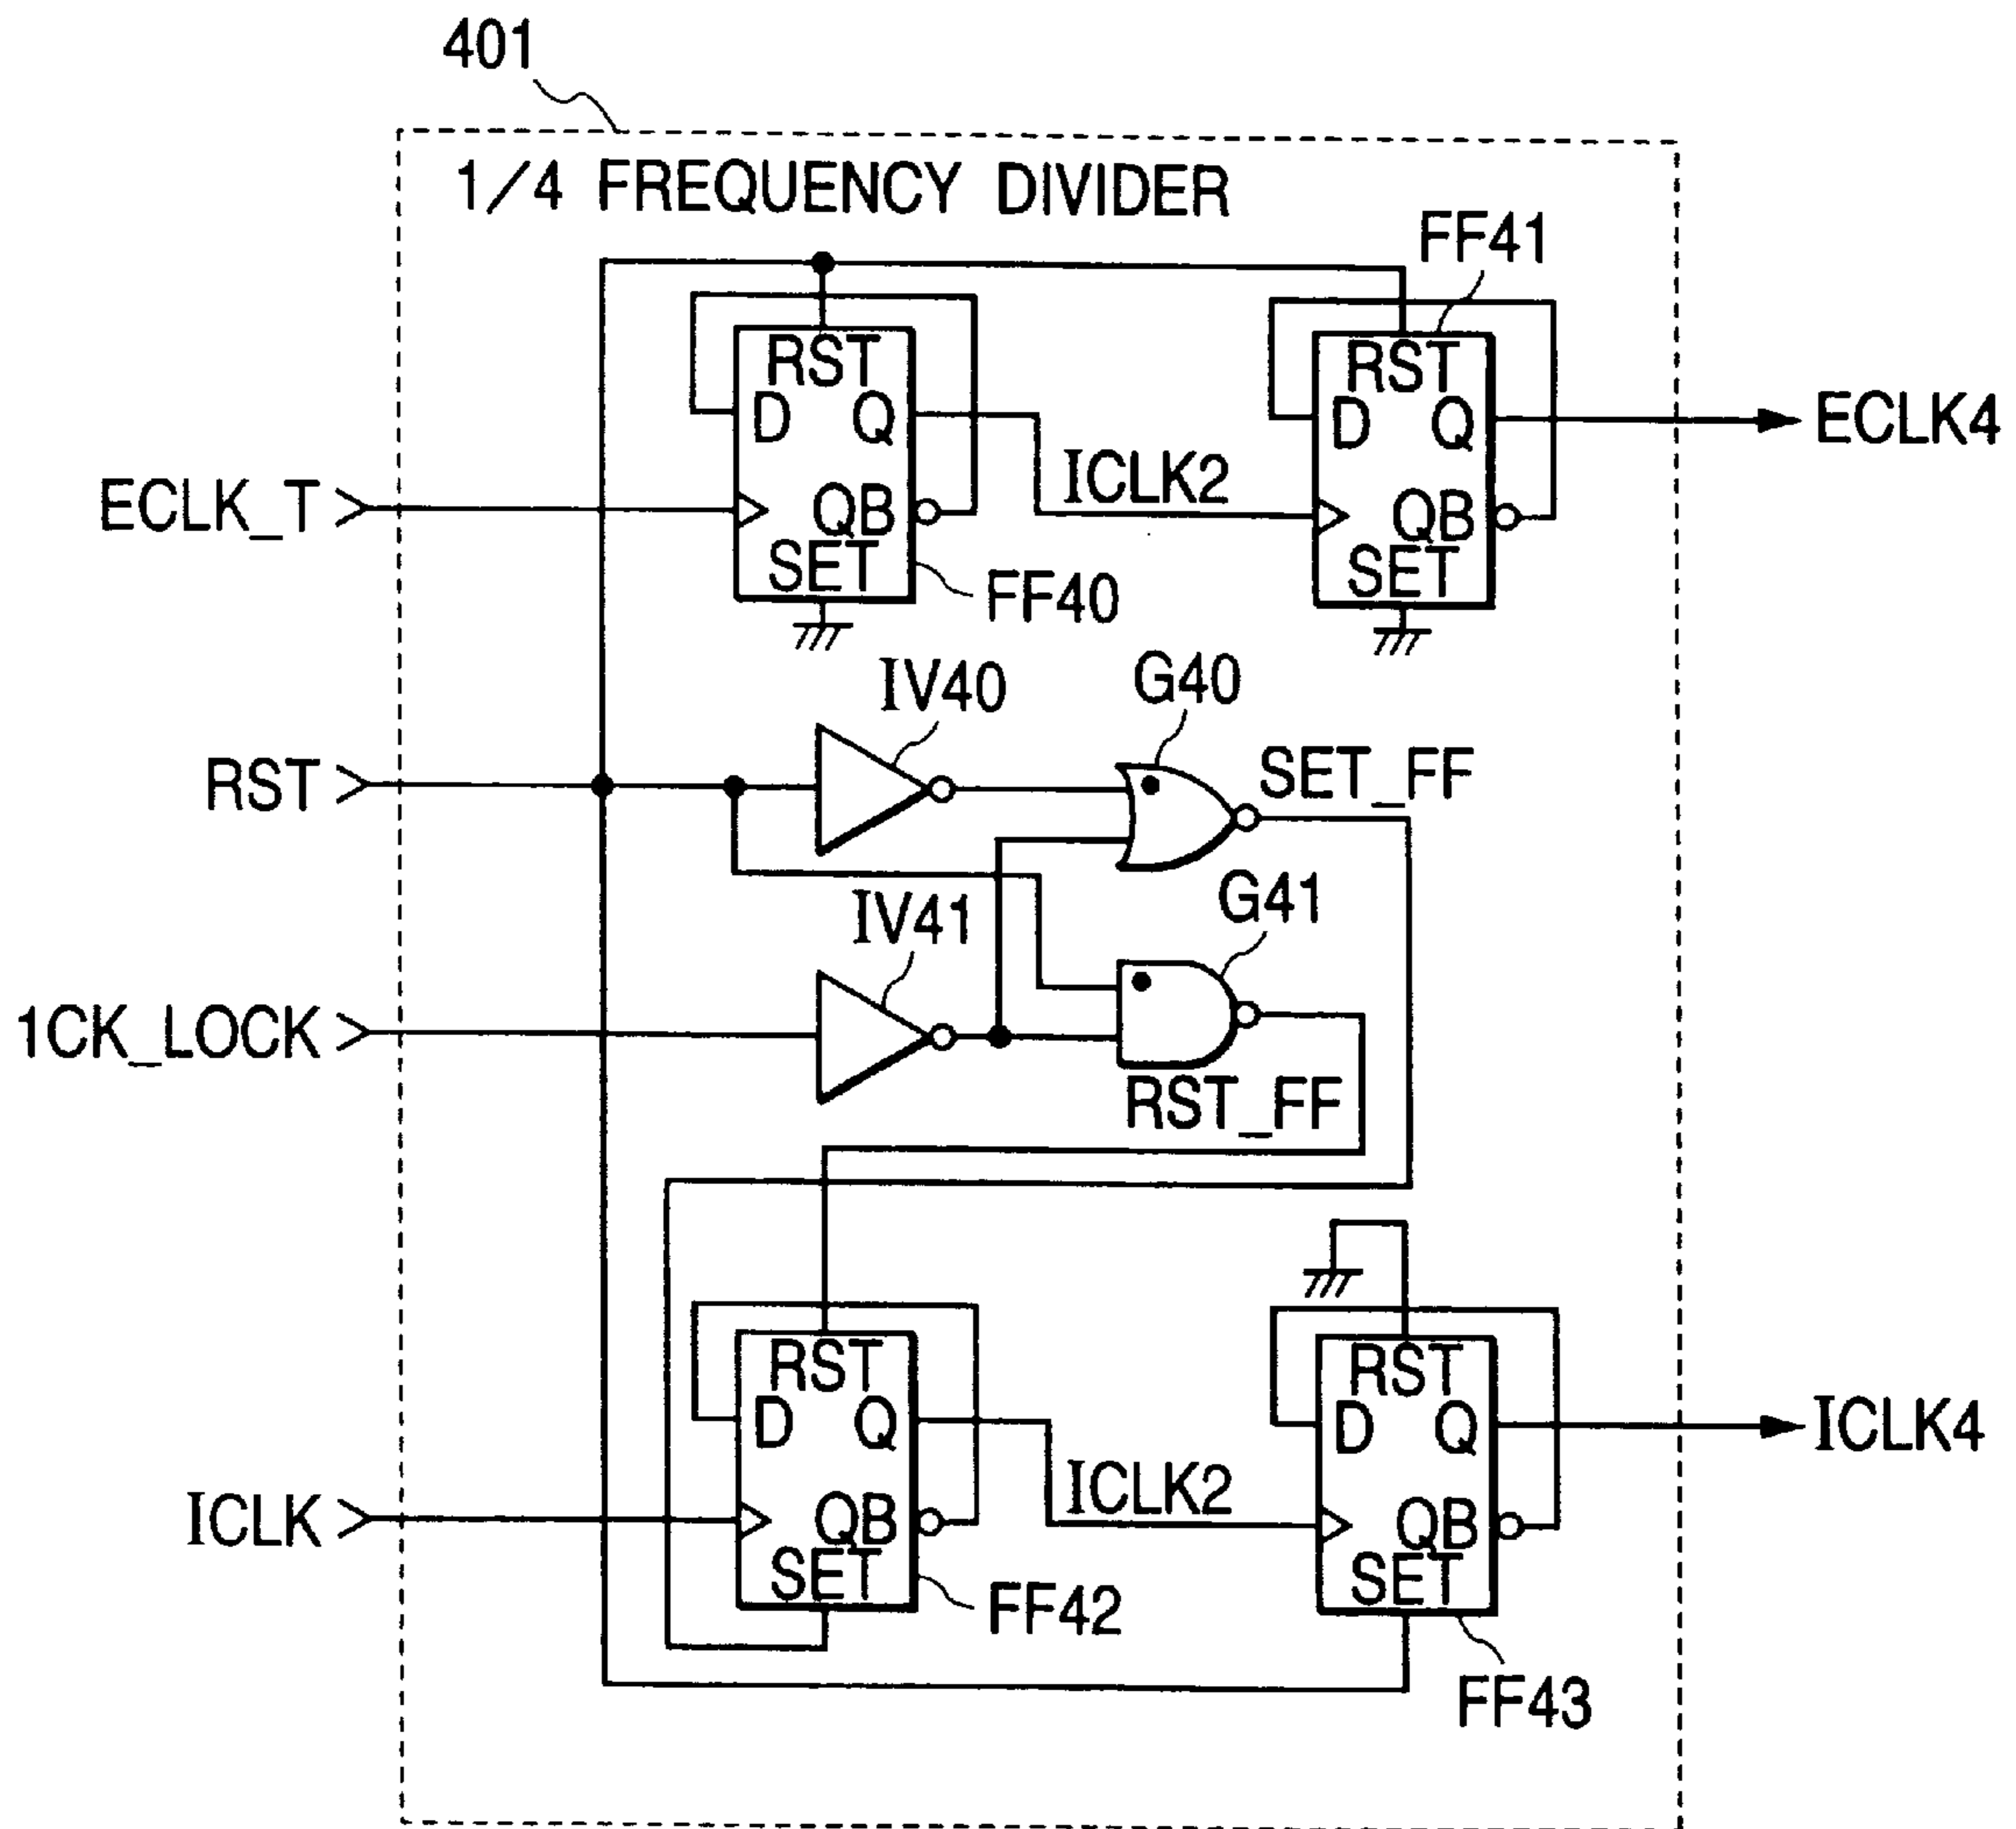 401
1/4 FREQUENCY DIVIDER
FF41
RST
D Q
QB
SET
FF40
ECLK_T
ICLK2
RST
D Q
QB
SET
ECLK4
IV40
G40
SET_FF
RST
IV41
G41
1CK_LOCK
RST_FF
RST
D Q
QB
SET
FF42
ICLK
ICLK2
RST
D Q
QB
SET
FF43
ICLK4